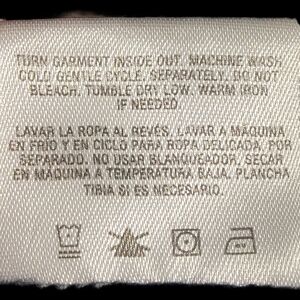 TURN GARMENT INSIDE OUT. MACHINE WASH
COLD GENTLE CYCLE, SEPARATELY. DO NOT
BLEACH. TUMBLE DRY LOW. WARM IRON
IF NEEDED
LAVAR LA ROPA AL REVÉS. LAVAR A MÁQUINA
EN FRÍO Y EN CICLO PARA ROPA DELICADA, POR
SEPARADO. NO USAR BLANQUEADOR. SECAR
EN MÁQUINA A TEMPERATURA BAJA. PLANCHA
TIBIA SI ES NECESARIO.